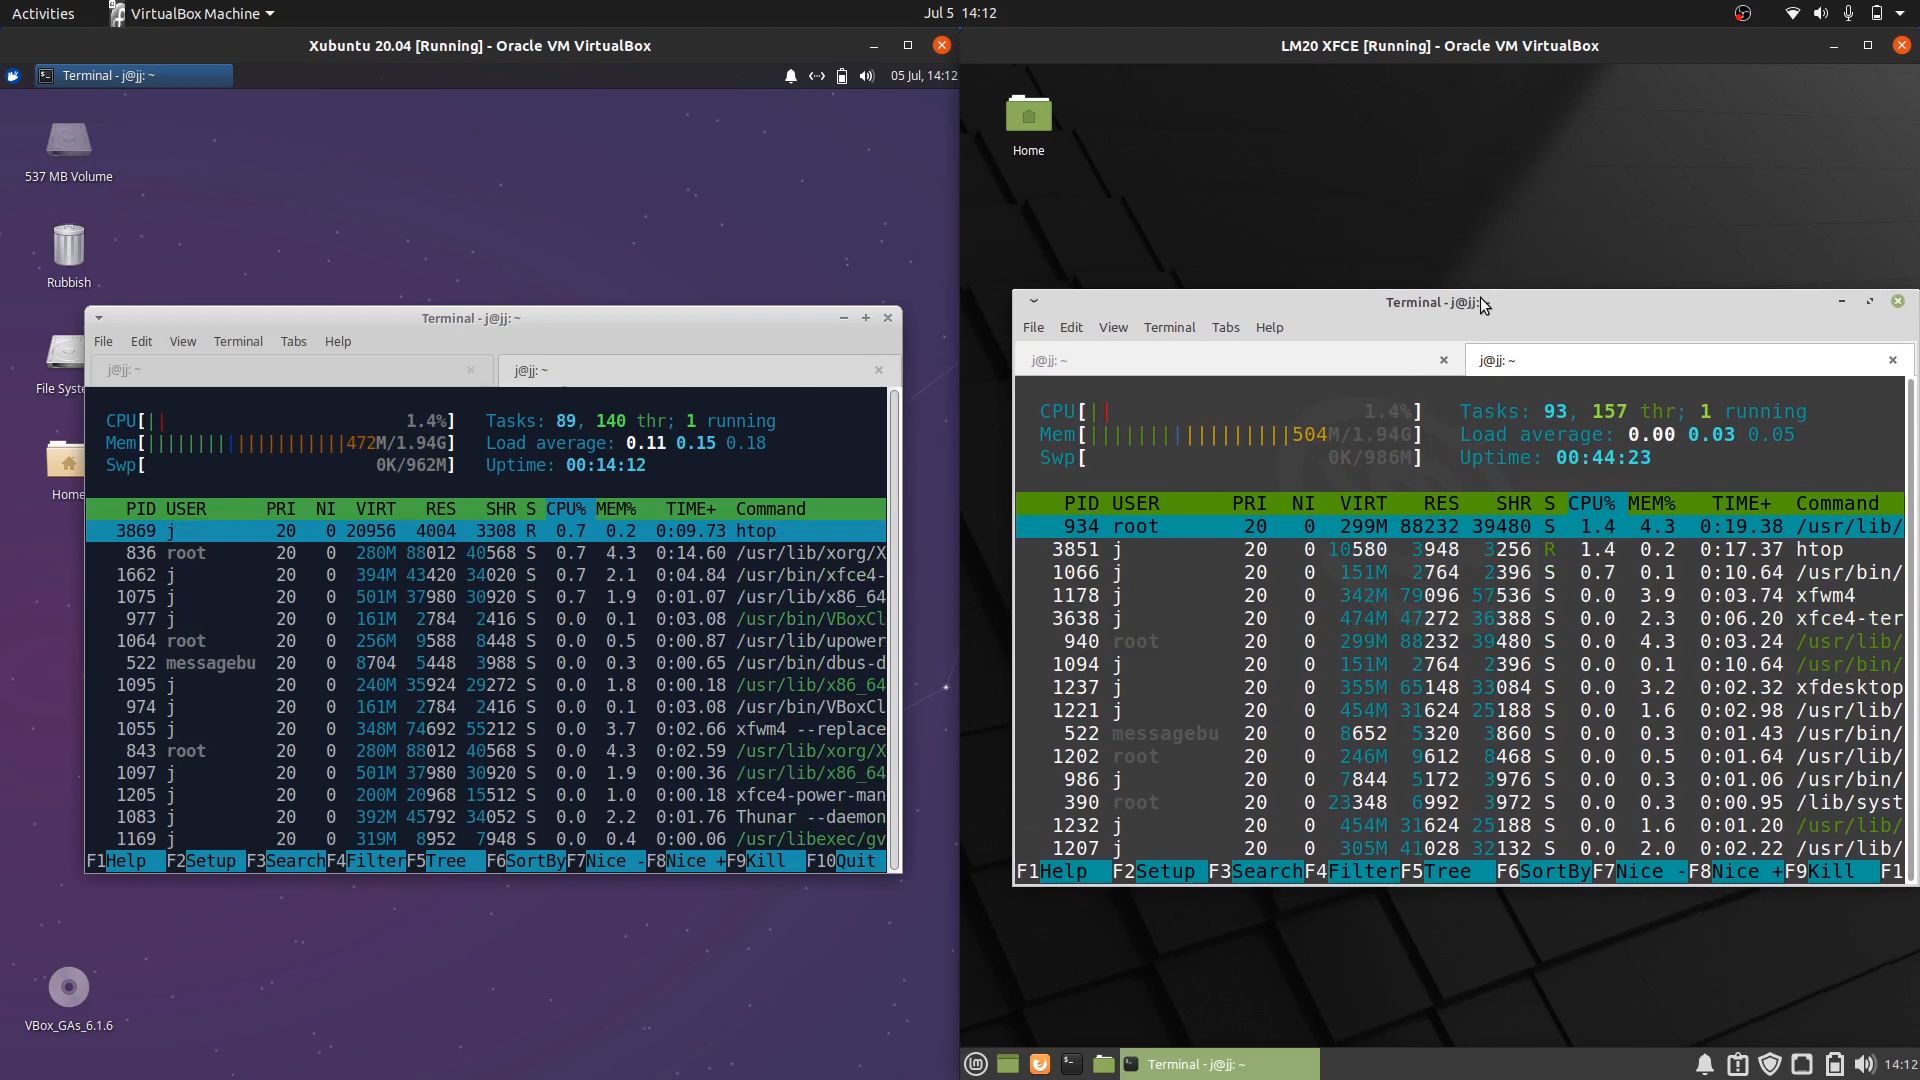 Activities
VirtualBox Machine
Jul 5 14:12
Xubuntu 20.04 [Running] - Oracle VM VirtualBox
Terminal - j@jj: ~
05 Jul, 14:12
537 MB Volume
Rubbish
File Syste
Home
VBox_GAs_6.1.6
Terminal - j@jj: ~
File Edit View Terminal Tabs Help
j@jj: ~
j@jj: ~
CPU[|| 1.4%] Tasks: 89, 140 thr; 1 running
Mem[||||||||||||||||||||472M/1.94G] Load average: 0.11 0.15 0.18
Swp[ 0K/962M] Uptime: 00:14:12
PID USER PRI NI VIRT RES SHR S CPU% MEM% TIME+ Command
3869 j 20 0 20956 4004 3308 R 0.7 0.2 0:09.73 htop
836 root 20 0 280M 88012 40568 S 0.7 4.3 0:14.60 /usr/lib/xorg/X
1662 j 20 0 394M 43420 34020 S 0.7 2.1 0:04.84 /usr/bin/xfce4-
1075 j 20 0 501M 37980 30920 S 0.7 1.9 0:01.07 /usr/lib/x86_64
977 j 20 0 161M 2784 2416 S 0.0 0.1 0:03.08 /usr/bin/VBoxCl
1064 root 20 0 256M 9588 8448 S 0.0 0.5 0:00.87 /usr/lib/upower
522 messagebu 20 0 8704 5448 3988 S 0.0 0.3 0:00.65 /usr/bin/dbus-d
1095 j 20 0 240M 35924 29272 S 0.0 1.8 0:00.18 /usr/lib/x86_64
974 j 20 0 161M 2784 2416 S 0.0 0.1 0:03.08 /usr/bin/VBoxCl
1055 j 20 0 348M 74692 55212 S 0.0 3.7 0:02.66 xfwm4 --replace
843 root 20 0 280M 88012 40568 S 0.0 4.3 0:02.59 /usr/lib/xorg/X
1097 j 20 0 501M 37980 30920 S 0.0 1.9 0:00.36 /usr/lib/x86_64
1205 j 20 0 200M 20968 15512 S 0.0 1.0 0:00.18 xfce4-power-man
1083 j 20 0 392M 45792 34052 S 0.0 2.2 0:01.76 Thunar --daemon
1169 j 20 0 319M 8952 7948 S 0.0 0.4 0:00.06 /usr/libexec/gv
F1Help F2Setup F3SearchF4FilterF5Tree F6SortByF7Nice -F8Nice +F9Kill F10Quit
LM20 XFCE [Running] - Oracle VM VirtualBox
Home
Terminal - j@jj: ~
File Edit View Terminal Tabs Help
j@jj: ~
j@jj: ~
CPU[|| 1.4%] Tasks: 93, 157 thr; 1 running
Mem[|||||||||||||||||504M/1.94G] Load average: 0.00 0.03 0.05
Swp[ 0K/986M] Uptime: 00:44:23
PID USER PRI NI VIRT RES SHR S CPU% MEM% TIME+ Command
934 root 20 0 299M 88232 39480 S 1.4 4.3 0:19.38 /usr/lib/
3851 j 20 0 10580 3948 3256 R 1.4 0.2 0:17.37 htop
1066 j 20 0 151M 2764 2396 S 0.7 0.1 0:10.64 /usr/bin/
1178 j 20 0 342M 79096 57536 S 0.0 3.9 0:03.74 xfwm4
3638 j 20 0 474M 47272 36388 S 0.0 2.3 0:06.20 xfce4-ter
940 root 20 0 299M 88232 39480 S 0.0 4.3 0:03.24 /usr/lib/
1094 j 20 0 151M 2764 2396 S 0.0 0.1 0:10.64 /usr/bin/
1237 j 20 0 355M 65148 33084 S 0.0 3.2 0:02.32 xfdesktop
1221 j 20 0 454M 31624 25188 S 0.0 1.6 0:02.98 /usr/lib/
522 messagebu 20 0 8652 5320 3860 S 0.0 0.3 0:01.43 /usr/bin/
1202 root 20 0 246M 9612 8468 S 0.0 0.5 0:01.64 /usr/lib/
986 j 20 0 7844 5172 3976 S 0.0 0.3 0:01.06 /usr/bin/
390 root 20 0 23348 6992 3972 S 0.0 0.3 0:00.95 /lib/syst
1232 j 20 0 454M 31624 25188 S 0.0 1.6 0:01.20 /usr/lib/
1207 j 20 0 305M 41028 32132 S 0.0 2.0 0:02.22 /usr/lib/
F1Help F2Setup F3SearchF4FilterF5Tree F6SortByF7Nice -F8Nice +F9Kill F1
Terminal - j@jj: ~
14:12